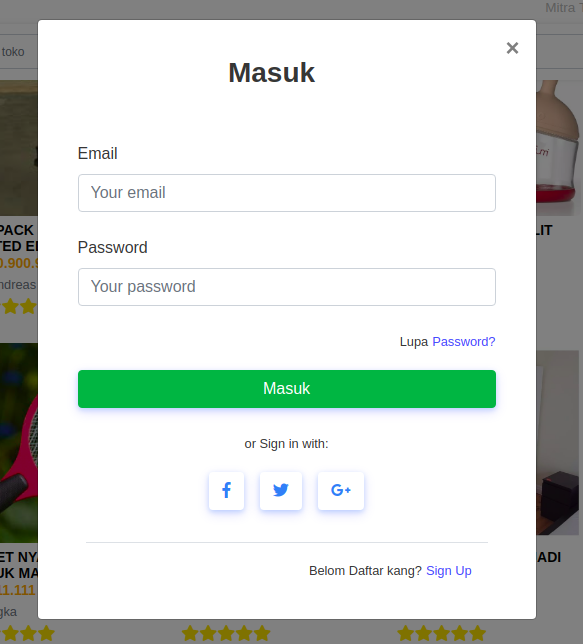 Mitra
toko
×
Masuk
Email
Your email
Password
Your password
Lupa Password?
Masuk
or Sign in with:
f
G+
Belom Daftar kang? Sign Up
PACK
LIT
TED
0.900.
ndreas
ET NYA
ADI
UK MA
11.111
gka